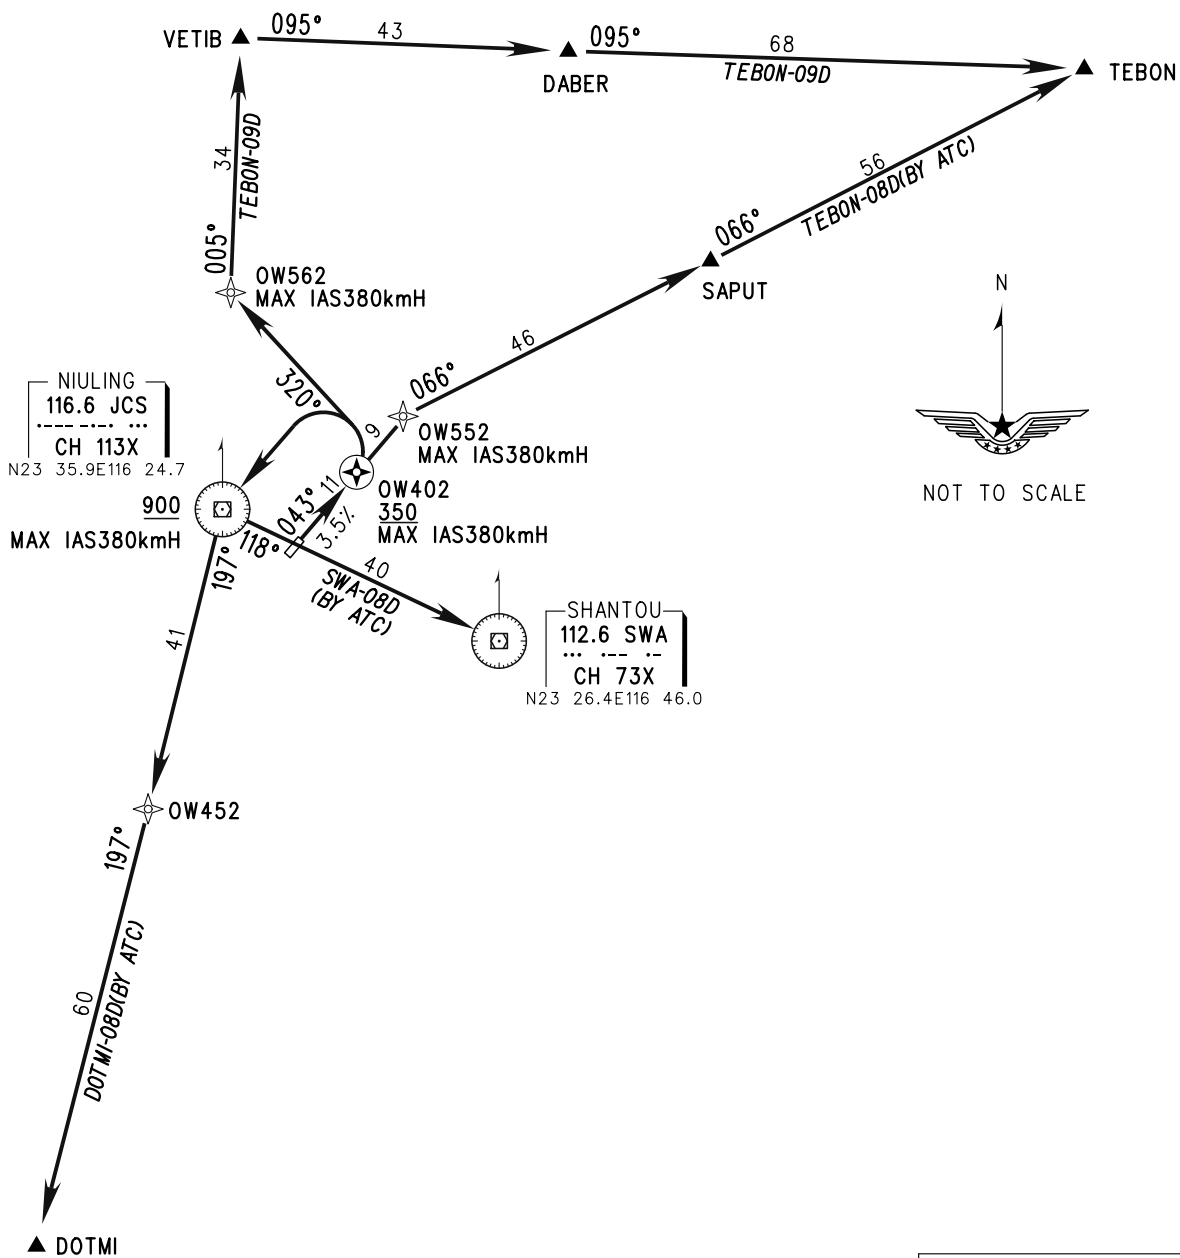 VETIB
095°
43
DABER
095°
68
TEBON-09D
TEBON
34
TEBON-09D
005°
56
TEBON-08D(BY ATC)
066°
SAPUT
OW562
MAX IAS380kmH
320°
46
066°
OW552
MAX IAS380kmH
9
N
NOT TO SCALE
NIULING
116.6 JCS
·--- -·-· ···
CH 113X
N23 35.9E116 24.7
900
MAX IAS380kmH
OW402
350
MAX IAS380kmH
11
043°
3.5%
118°
40
SWA-08D
(BY ATC)
SHANTOU
112.6 SWA
··· ·-- ·-
CH 73X
N23 26.4E116 46.0
197°
41
OW452
197°
60
DOTMI-08D(BY ATC)
DOTMI